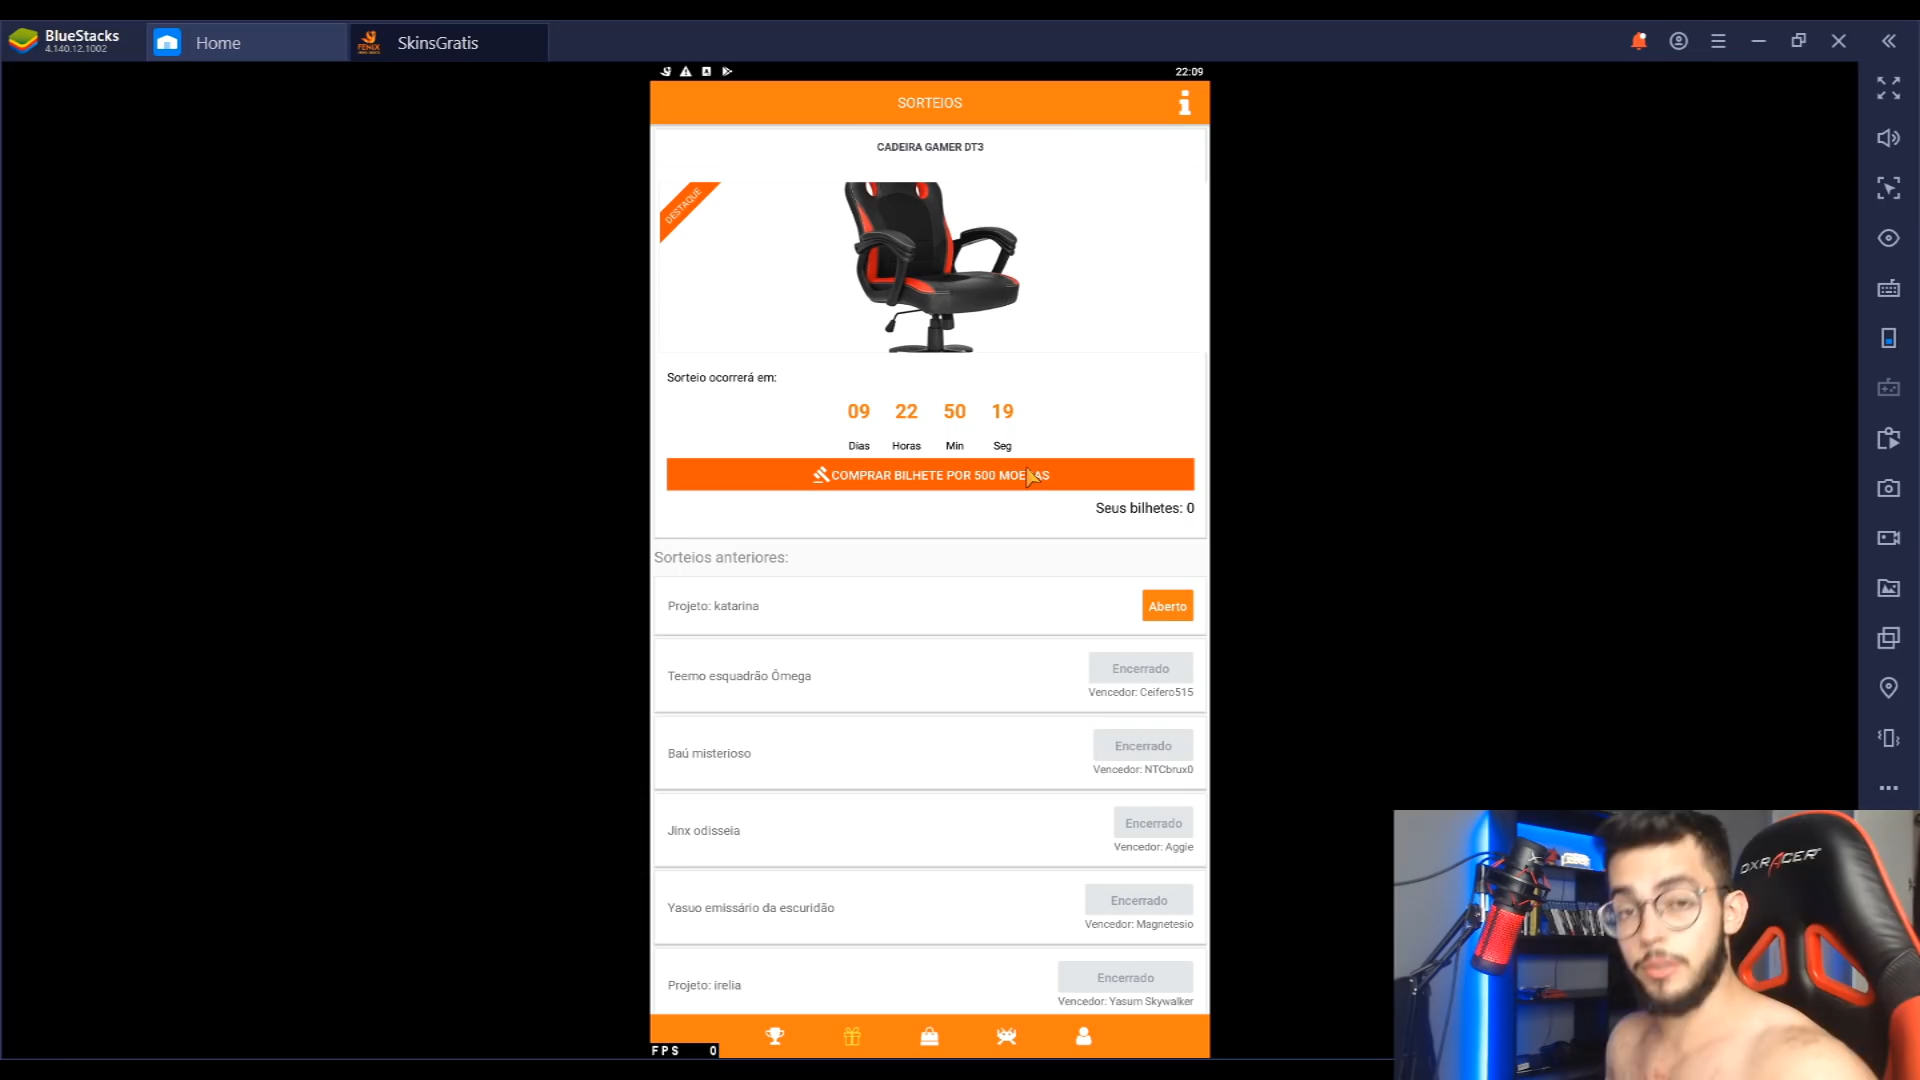 BlueStacks
4.140.12.1002
Home
FENIX
SkinsGratis
22:09
SORTEIOS
CADEIRA GAMER DT3
DESTAQUE
Sorteio ocorrerá em:
09 22 50 19
Dias Horas Min Seg
COMPRAR BILHETE POR 500 MOEDAS
Seus bilhetes: 0
Sorteios anteriores:
Projeto: katarina
Aberto
Teemo esquadrão Ômega
Encerrado
Vencedor: Ceifero515
Baú misterioso
Encerrado
Vencedor: NTCbrux0
Jinx odisseia
Encerrado
Vencedor: Aggie
Yasuo emissário da escuridão
Encerrado
Vencedor: Magnetesio
Projeto: irelia
Encerrado
Vencedor: Yasum Skywalker
FPS 0
DXRACER